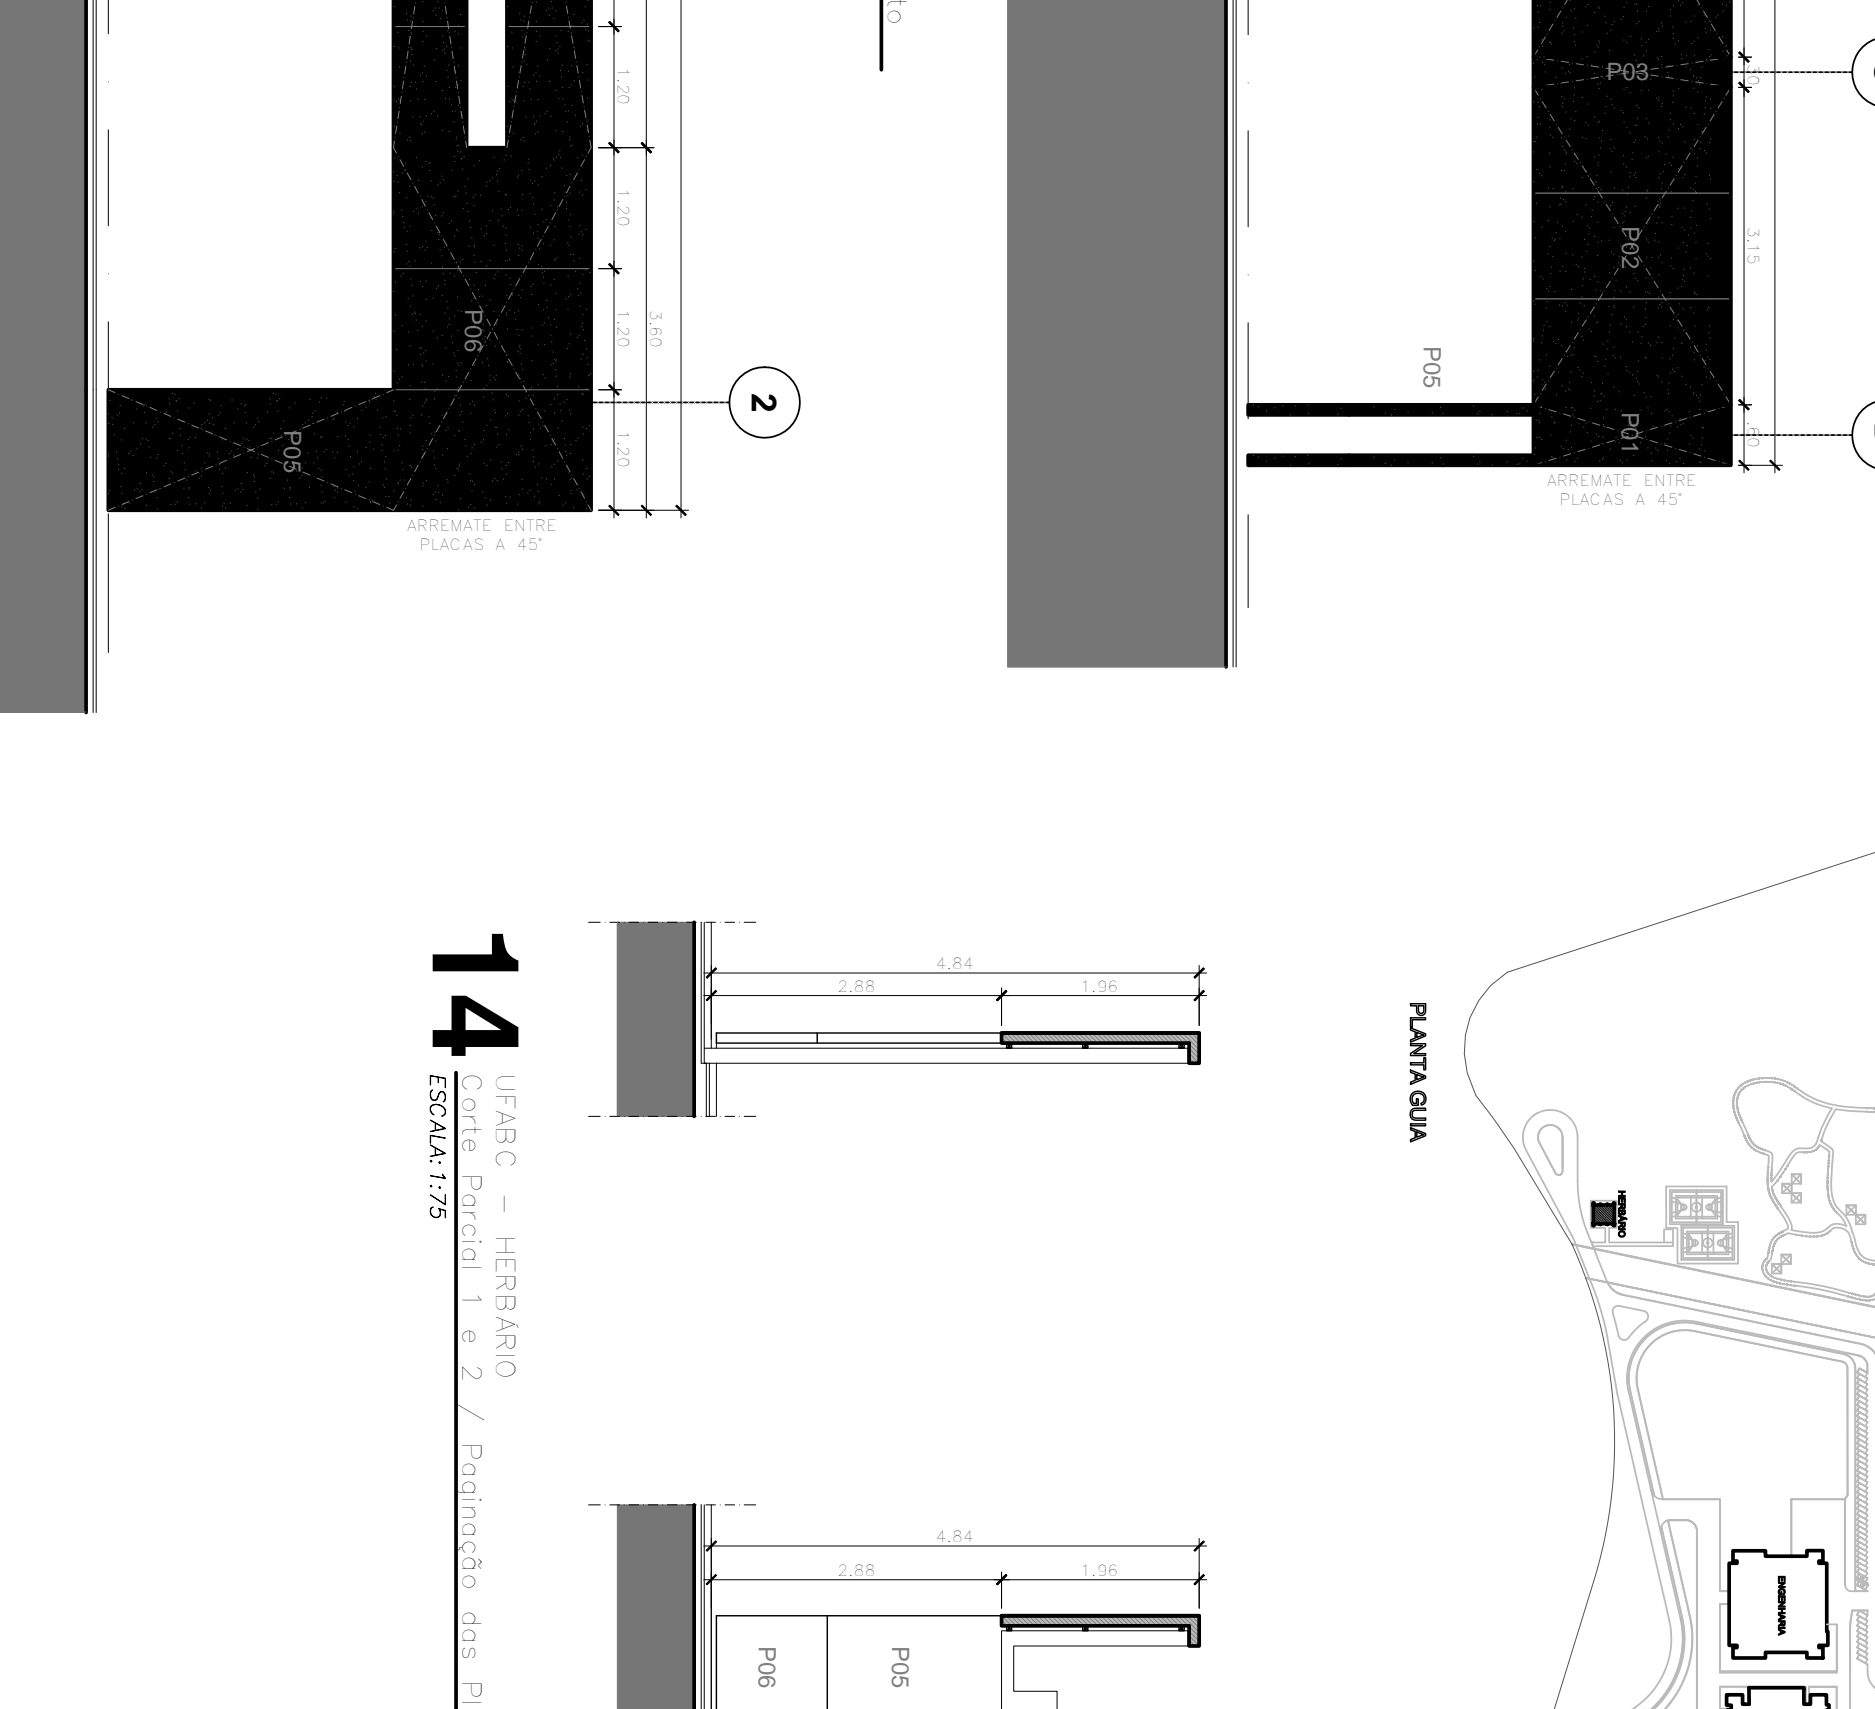 1.20
1.20
1.20
3.60
1.20
P06
P05
2
ARREMATE ENTRE
PLACAS A 45°
to
P03
P02
3.15
P05
P01
.60
ARREMATE ENTRE
PLACAS A 45°
14
UFABC - HERBÁRIO
Corte Parcial 1 e 2 / Paginação das Pl
ESCALA: 1:75
4.84
2.88
1.96
4.84
2.88
1.96
P06
P05
PLANTA GUIA
HERBÁRIO
ENGENHARIA